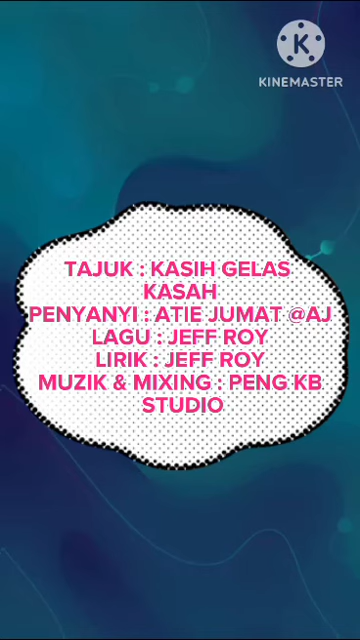 KINEMASTER
TAJUK : KASIH GELAS
KASAH
PENYANYI : ATIE JUMAT @AJ
LAGU : JEFF ROY
LIRIK : JEFF ROY
MUZIK & MIXING : PENG KB
STUDIO